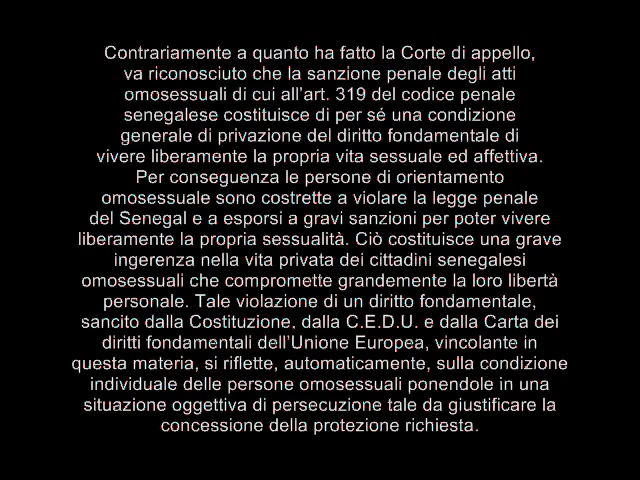 Contrariamente a quanto ha fatto la Corte di appello,
va riconosciuto che la sanzione penale degli atti
omosessuali di cui all'art. 319 del codice penale
senegalese costituisce di per sé una condizione
generale di privazione del diritto fondamentale di
vivere liberamente la propria vita sessuale ed affettiva.
Per conseguenza le persone di orientamento
omosessuale sono costrette a violare la legge penale
del Senegal e a esporsi a gravi sanzioni per poter vivere
liberamente la propria sessualità. Ciò costituisce una grave
ingerenza nella vita privata dei cittadini senegalesi
omosessuali che compromette grandemente la loro libertà
personale. Tale violazione di un diritto fondamentale,
sancito dalla Costituzione, dalla C.E.D.U. e dalla Carta dei
diritti fondamentali dell'Unione Europea, vincolante in
questa materia, si riflette, automaticamente, sulla condizione
individuale delle persone omosessuali ponendole in una
situazione oggettiva di persecuzione tale da giustificare la
concessione della protezione richiesta.